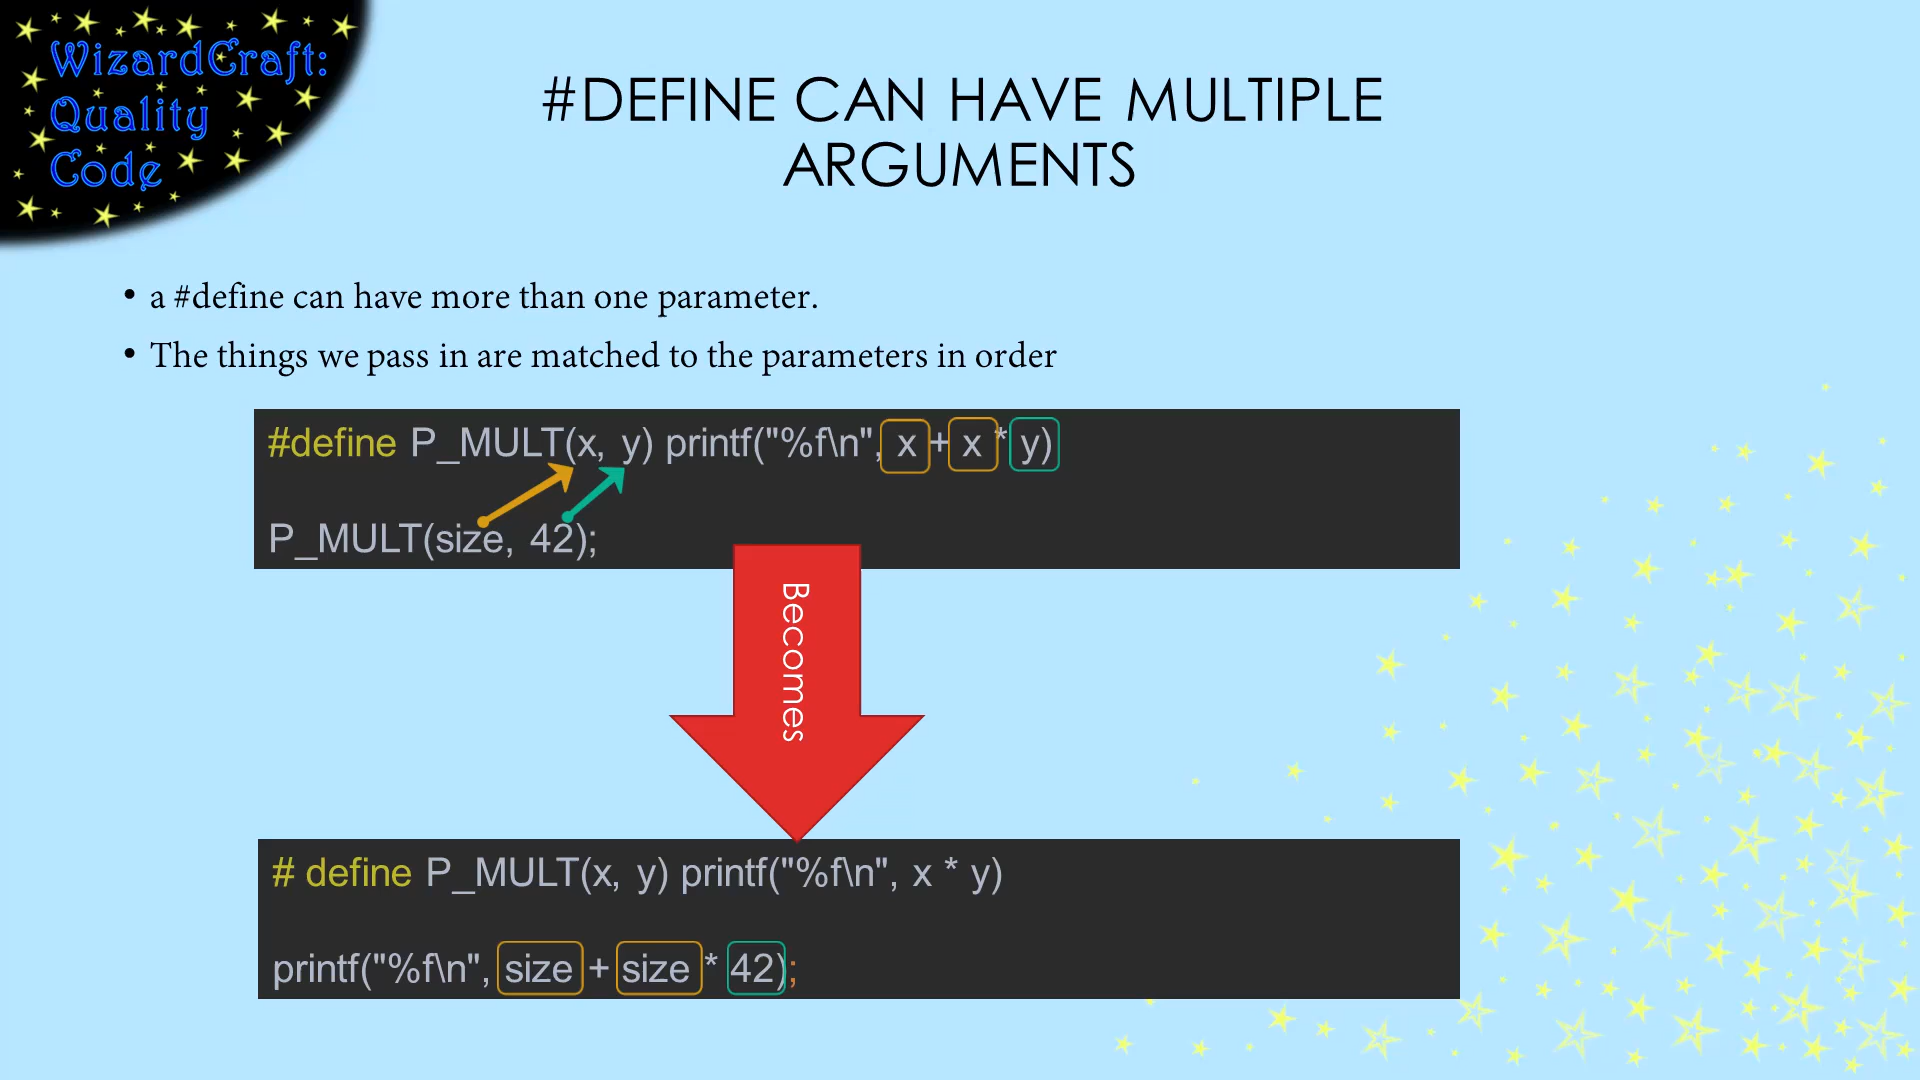 WizardCraft:
Quality
Code
#DEFINE CAN HAVE MULTIPLE
ARGUMENTS
• a #define can have more than one parameter.
• The things we pass in are matched to the parameters in order
#define P_MULT(x, y) printf("%f\n", x + x * y)
P_MULT(size, 42);
Becomes
# define P_MULT(x, y) printf("%f\n", x * y)
printf("%f\n", size + size * 42);